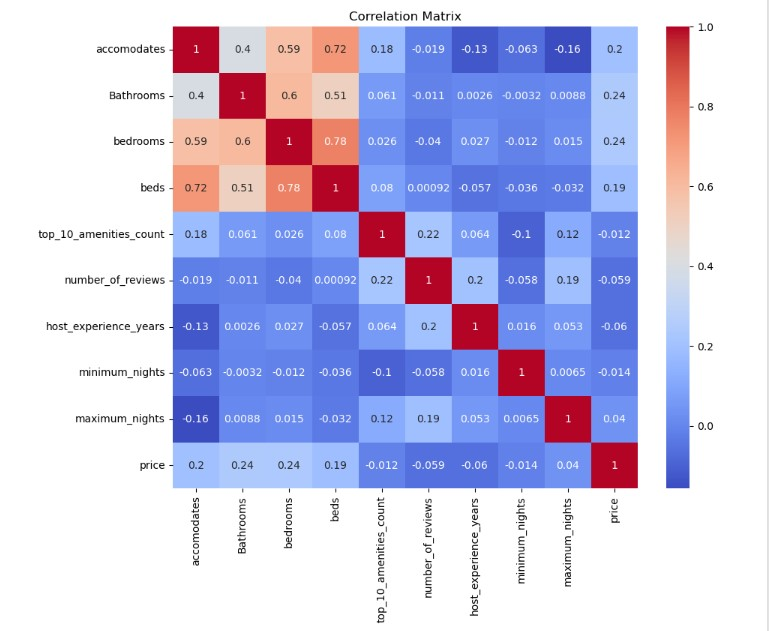 Correlation Matrix
accomodates 1 0.4 0.59 0.72 0.18 -0.019 -0.13 -0.063 -0.16 0.2
Bathrooms 0.4 1 0.6 0.51 0.061 -0.011 0.0026 -0.0032 0.0088 0.24
bedrooms 0.59 0.6 1 0.78 0.026 -0.04 0.027 -0.012 0.015 0.24
beds 0.72 0.51 0.78 1 0.08 0.00092 -0.057 -0.036 -0.032 0.19
top_10_amenities_count 0.18 0.061 0.026 0.08 1 0.22 0.064 -0.1 0.12 -0.012
number_of_reviews -0.019 -0.011 -0.04 0.00092 0.22 1 0.2 -0.058 0.19 -0.059
host_experience_years -0.13 0.0026 0.027 -0.057 0.064 0.2 1 0.016 0.053 -0.06
minimum_nights -0.063 -0.0032 -0.012 -0.036 -0.1 -0.058 0.016 1 0.0065 -0.014
maximum_nights -0.16 0.0088 0.015 -0.032 0.12 0.19 0.053 0.0065 1 0.04
price 0.2 0.24 0.24 0.19 -0.012 -0.059 -0.06 -0.014 0.04 1
accomodates
Bathrooms
bedrooms
beds
top_10_amenities_count
number_of_reviews
host_experience_years
minimum_nights
maximum_nights
price
1.0
0.8
0.6
0.4
0.2
0.0